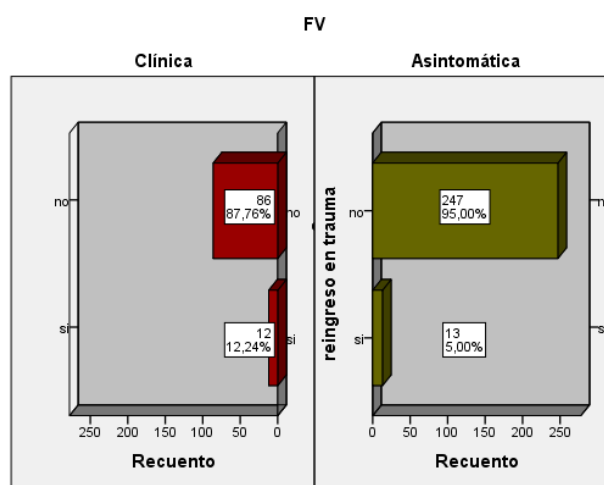 FV
Clínica
Asintomática
no
86
87,76%
no
si
12
12,24%
si
250 200 150 100 50 0
Recuento
reingreso en trauma
no
247
95,00%
n
si
13
5,00%
s
0 50 100 150 200 250
Recuento